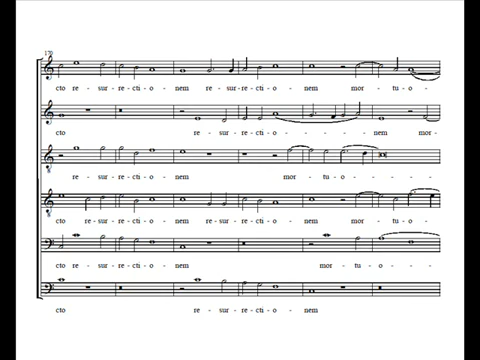 170
cto re - sur - re - cti - o - nem re - sur - re - cti - o - nem mor - tu - o -
cto re - sur - re - cti - o - - nem mor -
re - sur - re - cti - o - nem mor - tu - o -
cto re - sur - re - cti - o - nem re - sur - re - cti - o - nem mor - tu - o -
cto re - sur - re - cti - o - nem mor - tu - o -
cto re - sur - re - cti - o - nem